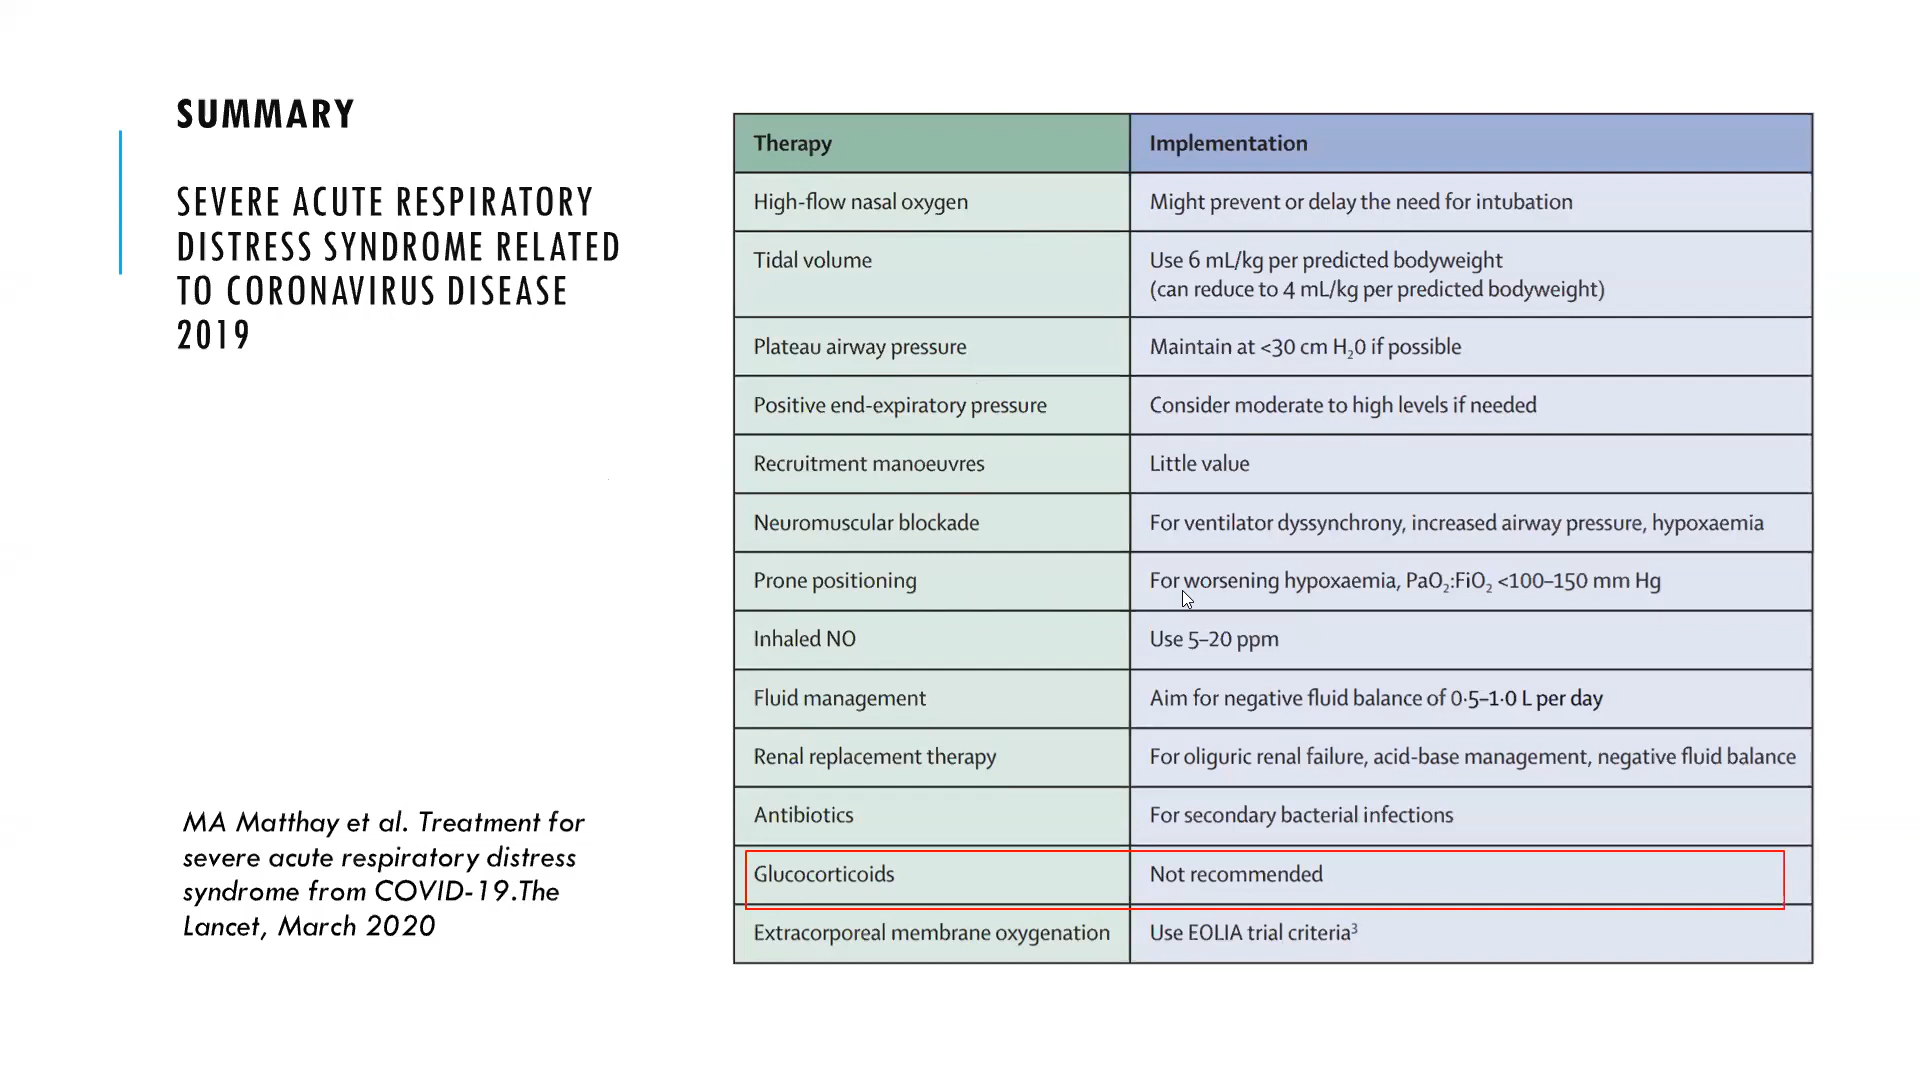 SUMMARY
SEVERE ACUTE RESPIRATORY
DISTRESS SYNDROME RELATED
TO CORONAVIRUS DISEASE
2019
MA Matthay et al. Treatment for
severe acute respiratory distress
syndrome from COVID-19.The
Lancet, March 2020
Therapy Implementation
High-flow nasal oxygen Might prevent or delay the need for intubation
Tidal volume Use 6 mL/kg per predicted bodyweight
(can reduce to 4 mL/kg per predicted bodyweight)
Plateau airway pressure Maintain at <30 cm H₂0 if possible
Positive end-expiratory pressure Consider moderate to high levels if needed
Recruitment manoeuvres Little value
Neuromuscular blockade For ventilator dyssynchrony, increased airway pressure, hypoxaemia
Prone positioning For worsening hypoxaemia, PaO₂:FiO₂ <100–150 mm Hg
Inhaled NO Use 5–20 ppm
Fluid management Aim for negative fluid balance of 0·5–1·0 L per day
Renal replacement therapy For oliguric renal failure, acid-base management, negative fluid balance
Antibiotics For secondary bacterial infections
Glucocorticoids Not recommended
Extracorporeal membrane oxygenation Use EOLIA trial criteria³